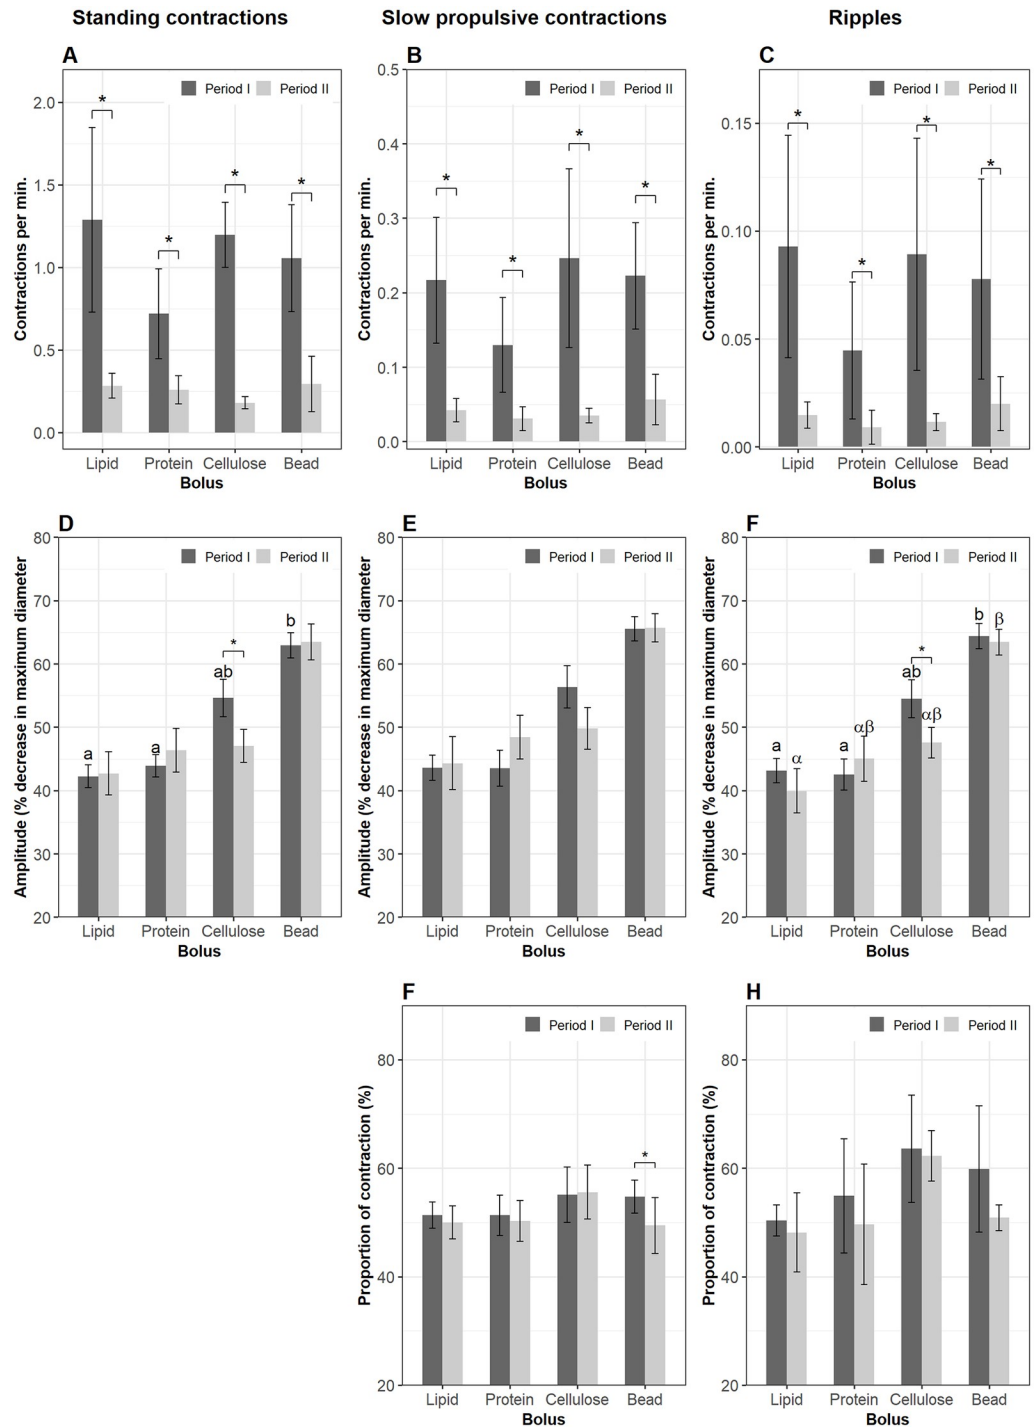 Standing contractions
Slow propulsive contractions
Ripples
A
Period I
Period II
Contractions per min.
2.0
1.5
1.0
0.5
0.0
*
*
*
*
Lipid Protein Cellulose Bead
Bolus
B
Period I
Period II
Contractions per min.
0.5
0.4
0.3
0.2
0.1
0.0
*
*
*
*
Lipid Protein Cellulose Bead
Bolus
C
Period I
Period II
Contractions per min.
0.15
0.10
0.05
0.00
*
*
*
*
Lipid Protein Cellulose Bead
Bolus
D
Period I
Period II
Amplitude (% decrease in maximum diameter
80
70
60
50
40
30
20
a
a
ab
*
b
Lipid Protein Cellulose Bead
Bolus
E
Period I
Period II
Amplitude (% decrease in maximum diameter
80
70
60
50
40
30
20
Lipid Protein Cellulose Bead
Bolus
F
Period I
Period II
Amplitude (% decrease in maximum diameter
80
70
60
50
40
30
20
a
α
a
αβ
ab
*
αβ
b
β
Lipid Protein Cellulose Bead
Bolus
F
Period I
Period II
Proportion of contraction (%)
80
60
40
20
*
Lipid Protein Cellulose Bead
Bolus
H
Period I
Period II
Proportion of contraction (%)
80
60
40
20
Lipid Protein Cellulose Bead
Bolus